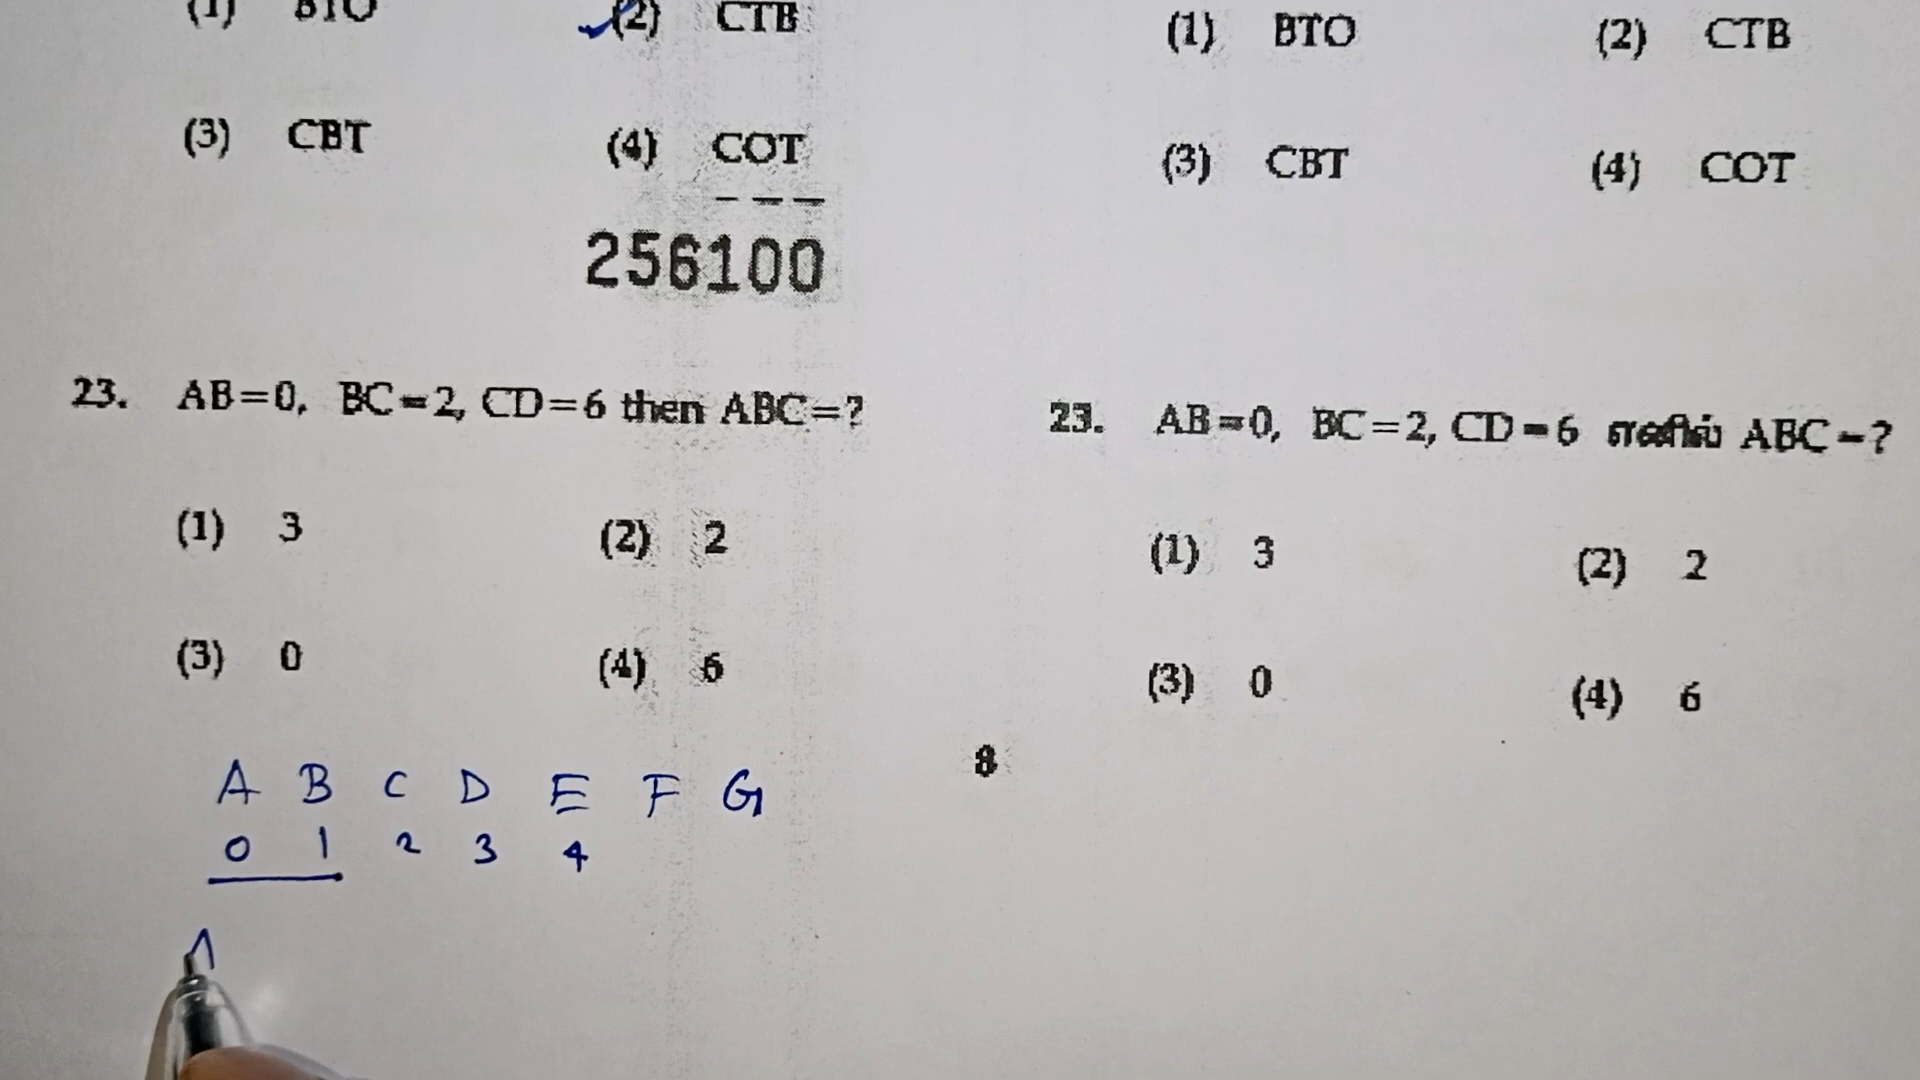 (1) BTO (2) CTB
(3) CBT (4) COT
256100
23. AB=0, BC=2, CD=6 then ABC=?
(1) 3 (2) 2
(3) 0 (4) 6
A B C D E F G
0 1 2 3 4
A
(1) BTO (2) CTB
(3) CBT (4) COT
23. AB=0, BC=2, CD=6 எனில் ABC=?
(1) 3 (2) 2
(3) 0 (4) 6
8